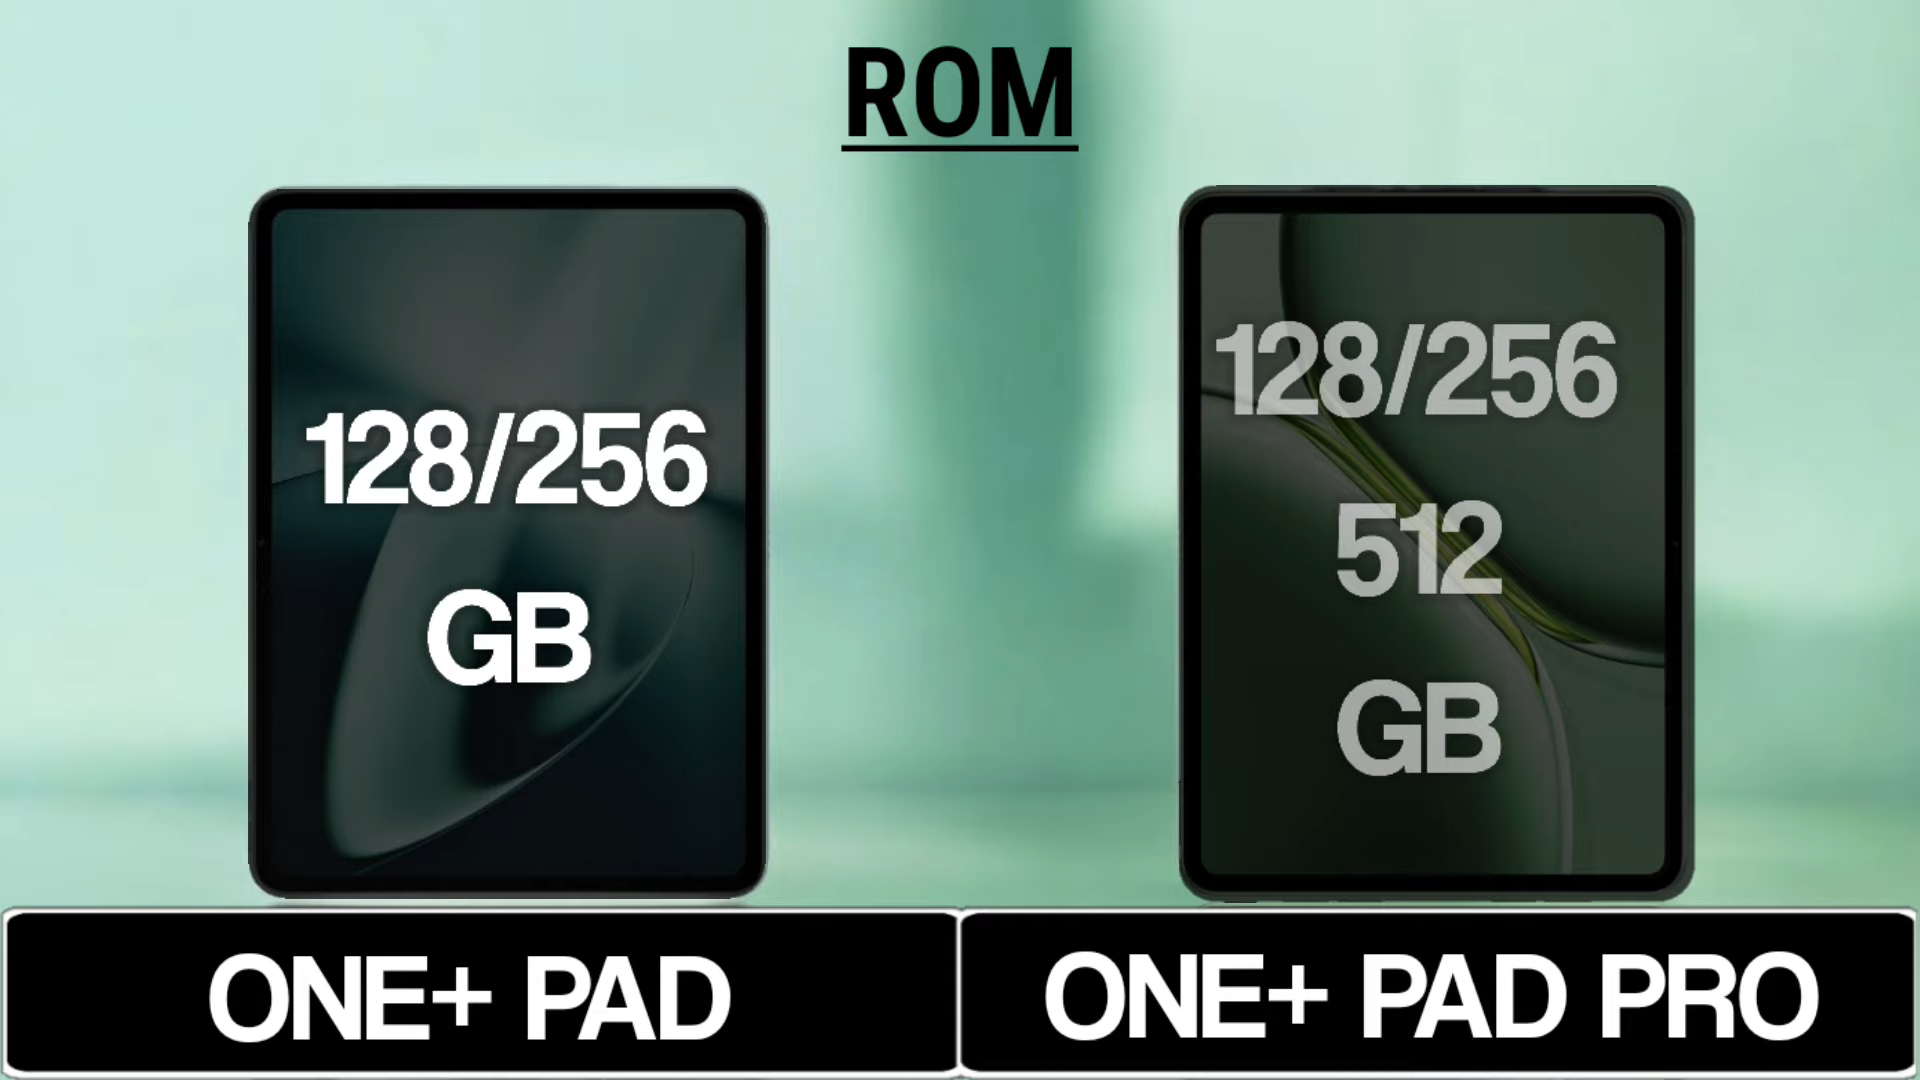 ROM
128/256
GB
128/256
512
GB
ONE+ PAD
ONE+ PAD PRO